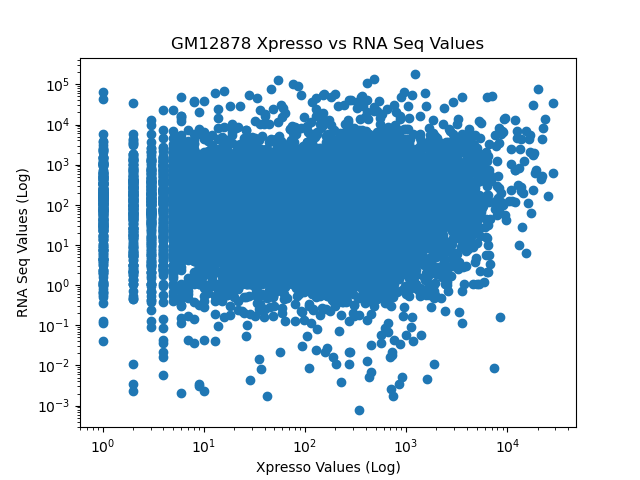 GM12878 Xpresso vs RNA Seq Values
RNA Seq Values (Log)
10⁵
10⁴
10³
10²
10¹
10⁰
10⁻¹
10⁻²
10⁻³
10⁰ 10¹ 10² 10³ 10⁴
Xpresso Values (Log)